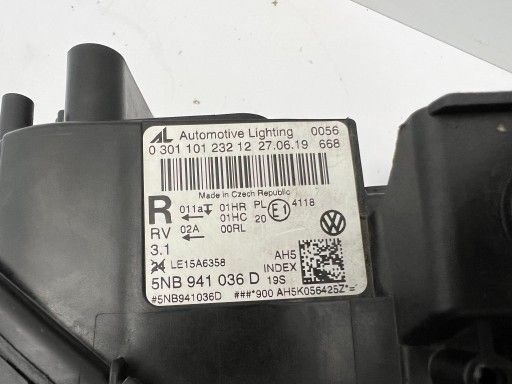 AL Automotive Lighting 0056
0 301 101 232 12 27.06.19 668
Made in Czech Republic
R 011a 01HR PL E1 4118
← 01HC 20
RV 02A 00RL
←
3.1
24 LE15A6358 AH5
5NB 941 036 D INDEX
19S
#5NB941036D ###*900 AH5K056425Z*=